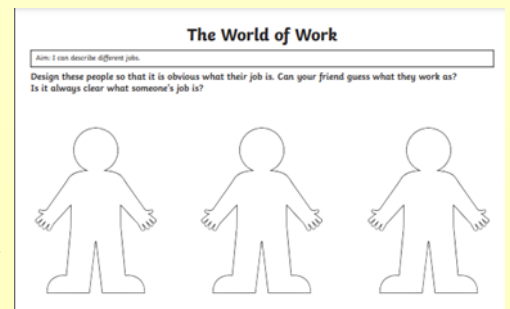 The World of Work
Aim: I can describe different jobs.
Design these people so that it is obvious what their job is. Can your friend guess what they work as?
Is it always clear what someone's job is?